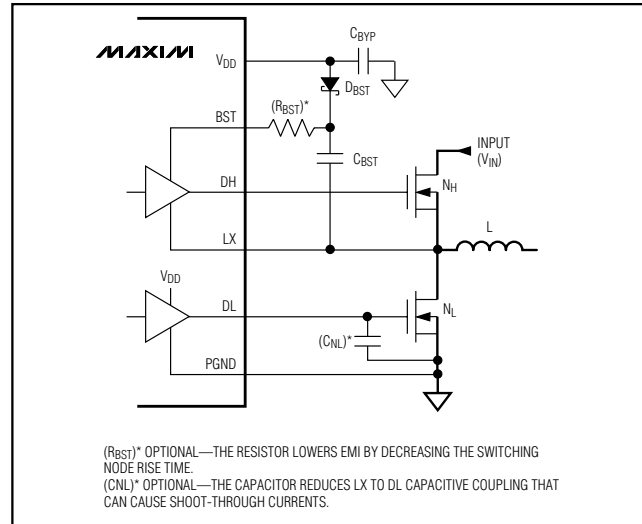 MAXIM
CBYP
VDD
DBST
(RBST)*
BST
INPUT
(VIN)
CBST
NH
DH
L
LX
VDD
DL
NL
(CNL)*
PGND
(RBST)* OPTIONAL—THE RESISTOR LOWERS EMI BY DECREASING THE SWITCHING
NODE RISE TIME.
(CNL)* OPTIONAL—THE CAPACITOR REDUCES LX TO DL CAPACITIVE COUPLING THAT
CAN CAUSE SHOOT-THROUGH CURRENTS.